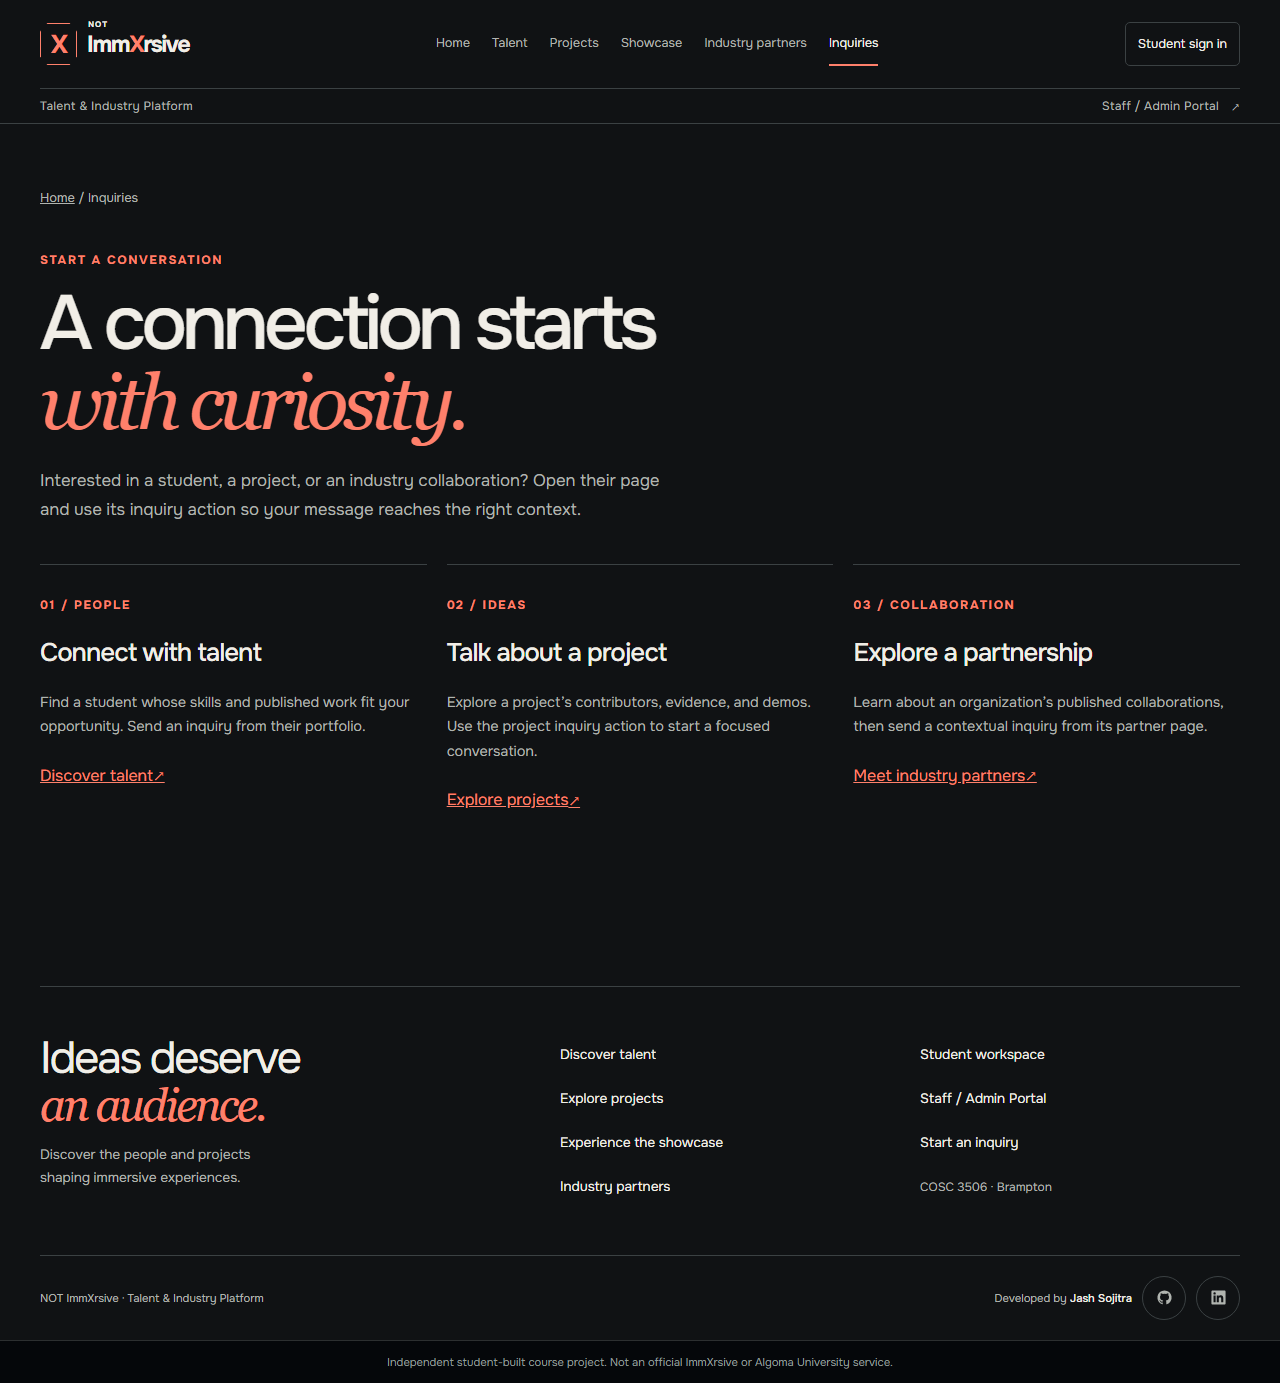 X
NOT
ImmXrsive
Home
Talent
Projects
Showcase
Industry partners
Inquiries
Student sign in
Talent & Industry Platform
Staff / Admin Portal ↗
Home / Inquiries
START A CONVERSATION
A connection starts
with curiosity.
Interested in a student, a project, or an industry collaboration? Open their page
and use its inquiry action so your message reaches the right context.
01 / PEOPLE
Connect with talent
Find a student whose skills and published work fit your
opportunity. Send an inquiry from their portfolio.
Discover talent↗
02 / IDEAS
Talk about a project
Explore a project’s contributors, evidence, and demos.
Use the project inquiry action to start a focused
conversation.
Explore projects↗
03 / COLLABORATION
Explore a partnership
Learn about an organization’s published collaborations,
then send a contextual inquiry from its partner page.
Meet industry partners↗
Ideas deserve
an audience.
Discover the people and projects
shaping immersive experiences.
Discover talent
Explore projects
Experience the showcase
Industry partners
Student workspace
Staff / Admin Portal
Start an inquiry
COSC 3506 · Brampton
NOT ImmXrsive · Talent & Industry Platform
Developed by Jash Sojitra
in
Independent student-built course project. Not an official ImmXrsive or Algoma University service.